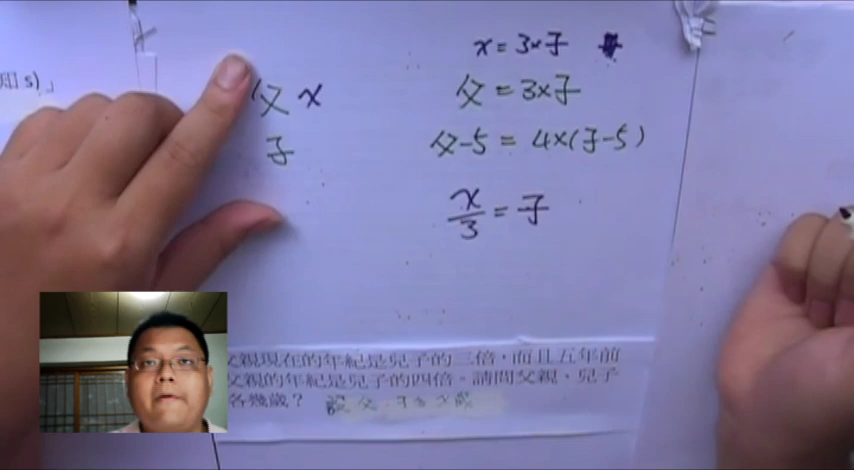 x = 3×子
父 x
父 = 3×子
子
父-5 = 4×(子-5)
x/3 = 子
父親現在的年紀是兒子的三倍，而且五年前
父親的年紀是兒子的四倍。請問父親、兒子
各幾歲？